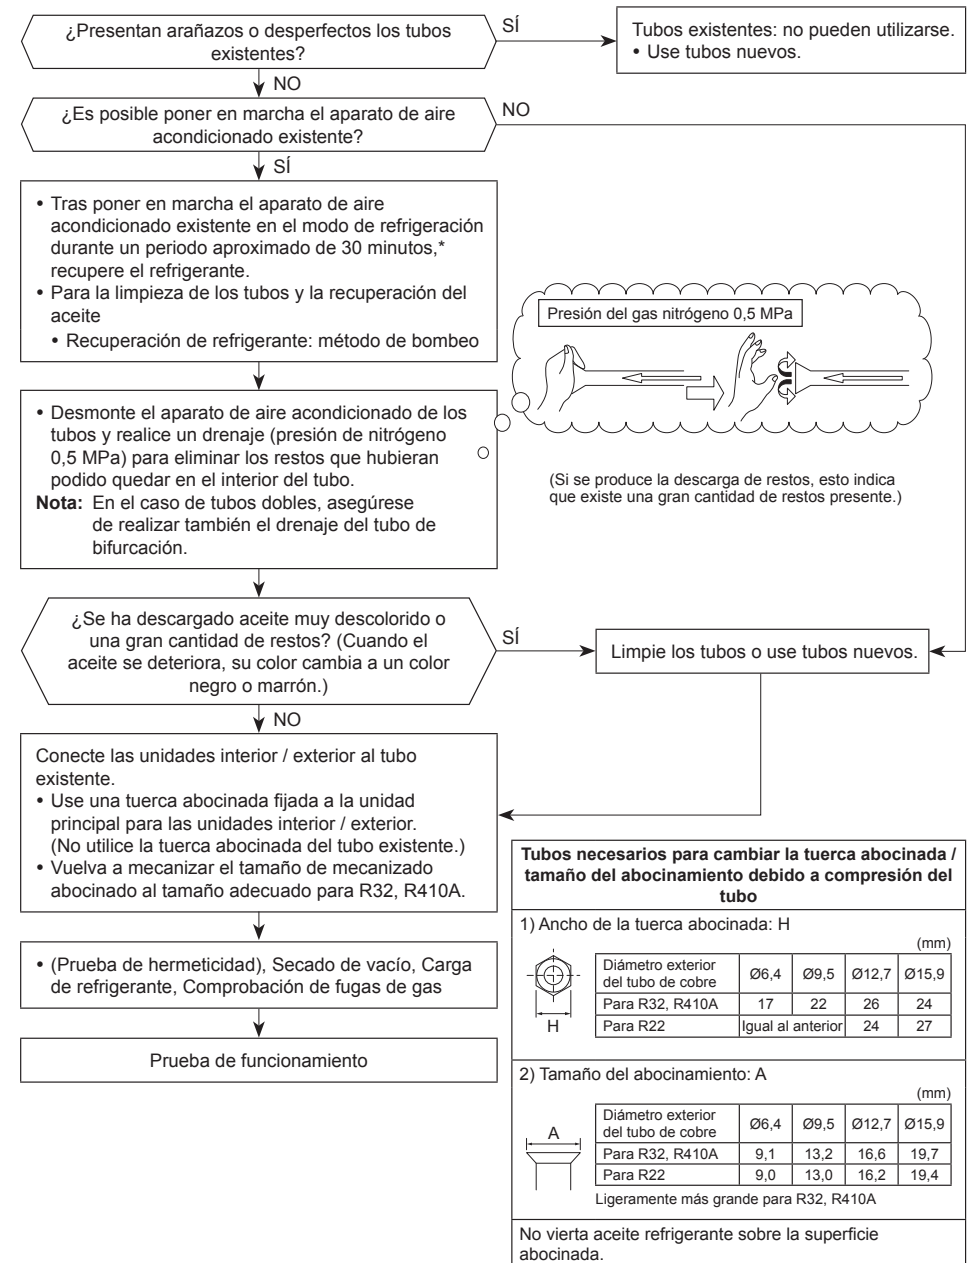 ¿Presentan arañazos o desperfectos los tubos
existentes?
SÍ
Tubos existentes: no pueden utilizarse.
• Use tubos nuevos.
NO
¿Es posible poner en marcha el aparato de aire
acondicionado existente?
NO
SÍ
• Tras poner en marcha el aparato de aire
acondicionado existente en el modo de refrigeración
durante un periodo aproximado de 30 minutos,*
recupere el refrigerante.
• Para la limpieza de los tubos y la recuperación del
aceite
• Recuperación de refrigerante: método de bombeo
Presión del gas nitrógeno 0,5 MPa
• Desmonte el aparato de aire acondicionado de los
tubos y realice un drenaje (presión de nitrógeno
0,5 MPa) para eliminar los restos que hubieran
podido quedar en el interior del tubo.
Nota: En el caso de tubos dobles, asegúrese
de realizar también el drenaje del tubo de
bifurcación.
(Si se produce la descarga de restos, esto indica
que existe una gran cantidad de restos presente.)
¿Se ha descargado aceite muy descolorido o
una gran cantidad de restos? (Cuando el
aceite se deteriora, su color cambia a un color
negro o marrón.)
SÍ
Limpie los tubos o use tubos nuevos.
NO
Conecte las unidades interior / exterior al tubo
existente.
• Use una tuerca abocinada fijada a la unidad
principal para las unidades interior / exterior.
(No utilice la tuerca abocinada del tubo existente.)
• Vuelva a mecanizar el tamaño de mecanizado
abocinado al tamaño adecuado para R32, R410A.
• (Prueba de hermeticidad), Secado de vacío, Carga
de refrigerante, Comprobación de fugas de gas
Prueba de funcionamiento
Tubos necesarios para cambiar la tuerca abocinada /
tamaño del abocinamiento debido a compresión del
tubo
1) Ancho de la tuerca abocinada: H
(mm)
H
Diámetro exterior
del tubo de cobre Ø6,4 Ø9,5 Ø12,7 Ø15,9
Para R32, R410A 17 22 26 24
Para R22 Igual al anterior 24 27
2) Tamaño del abocinamiento: A
(mm)
A
Diámetro exterior
del tubo de cobre Ø6,4 Ø9,5 Ø12,7 Ø15,9
Para R32, R410A 9,1 13,2 16,6 19,7
Para R22 9,0 13,0 16,2 19,4
Ligeramente más grande para R32, R410A
No vierta aceite refrigerante sobre la superficie
abocinada.